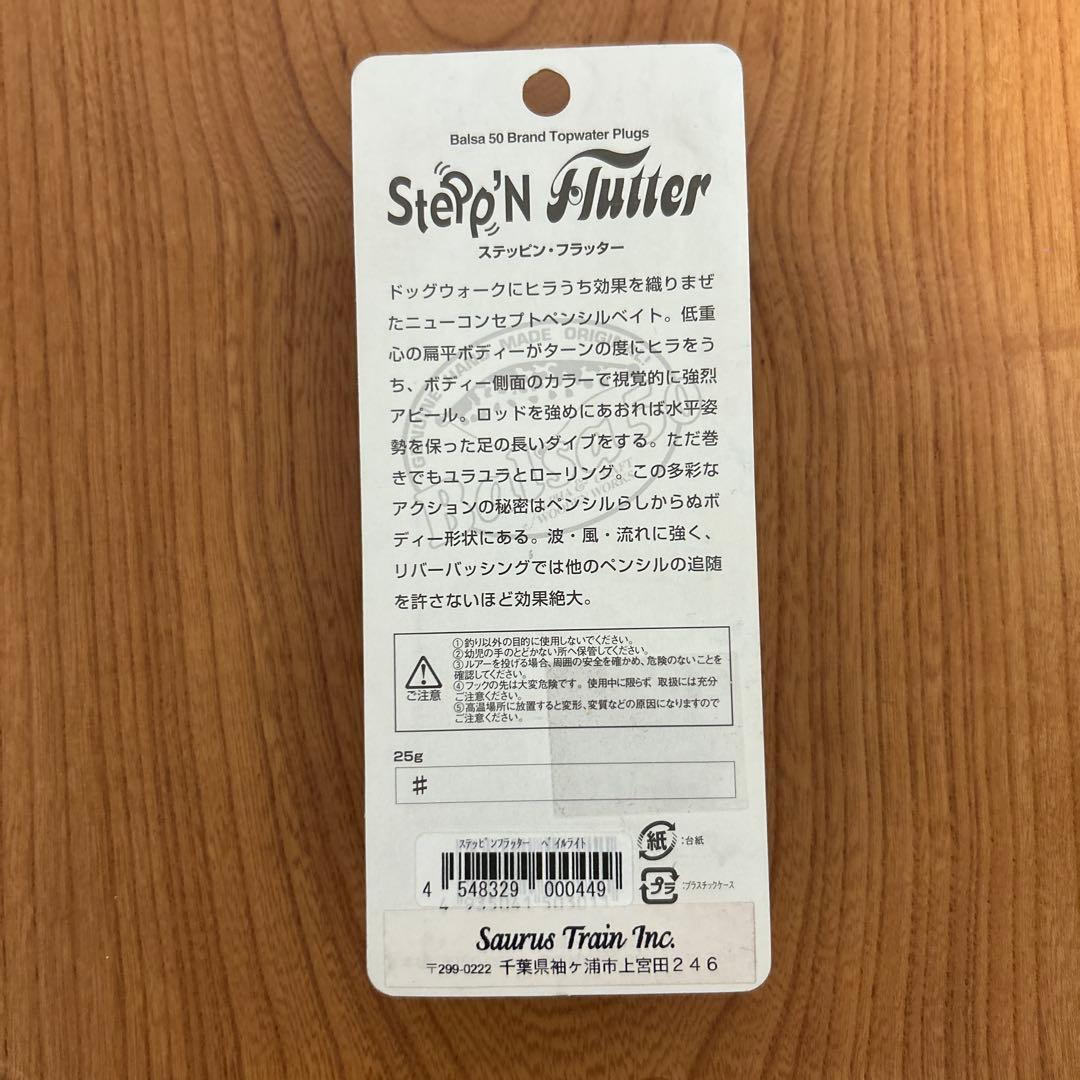 Balsa 50 Brand Topwater Plugs
Stepp'N Flutter
ステッピン・フラッター
ドッグウォークにヒラうち効果を織りまぜ
たニューコンセプトペンシルベイト。低重
心の扁平ボディーがターンの度にヒラをう
ち、ボディー側面のカラーで視覚的に強烈
アピール。ロッドを強めにあおれば水平姿
勢を保った足の長いダイブをする。ただ巻
きでもユラユラとローリング。この多彩な
アクションの秘密はペンシルらしからぬボ
ディー形状にある。波・風・流れに強く、
リバーバッシングでは他のペンシルの追随
を許さないほど効果絶大。
GENUINE HAND MADE ORIGINAL
Balsa50
ご注意
①釣り以外の目的に使用しないでください。
②幼児の手のとどかない所へ保管してください。
③ルアーを投げる場合、周囲の安全を確かめ、危険のないことを
確認してください。
④フックの先は大変危険です。使用中に限らず、取扱には充分
ご注意ください。
⑤高温場所に放置すると変形、変質などの原因になりますので
ご注意ください。
25g
#
ステッピンフラッター ペイルライト
4 548329 000449
紙 :台紙
プラ :プラスチックケース
Saurus Train Inc.
〒299-0222 千葉県袖ヶ浦市上宮田246